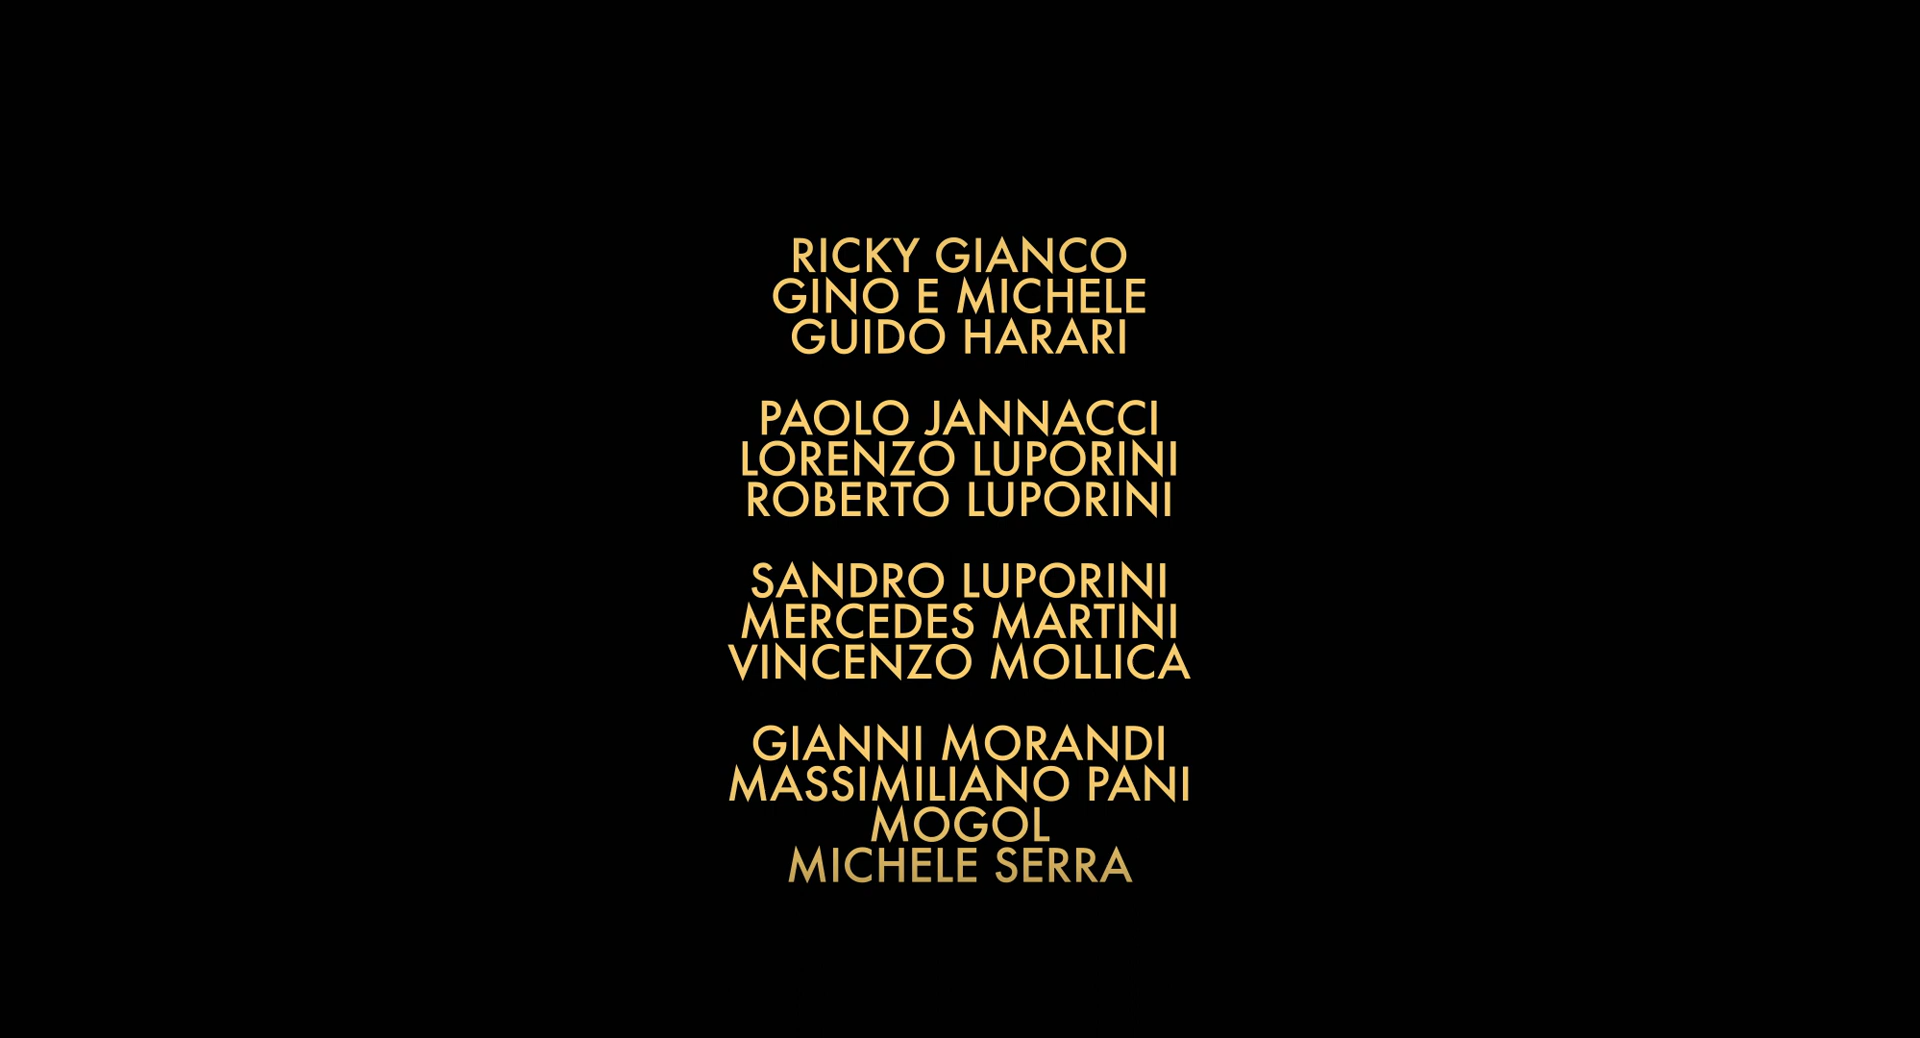 RICKY GIANCO
GINO E MICHELE
GUIDO HARARI
PAOLO JANNACCI
LORENZO LUPORINI
ROBERTO LUPORINI
SANDRO LUPORINI
MERCEDES MARTINI
VINCENZO MOLLICA
GIANNI MORANDI
MASSIMILIANO PANI
MOGOL
MICHELE SERRA